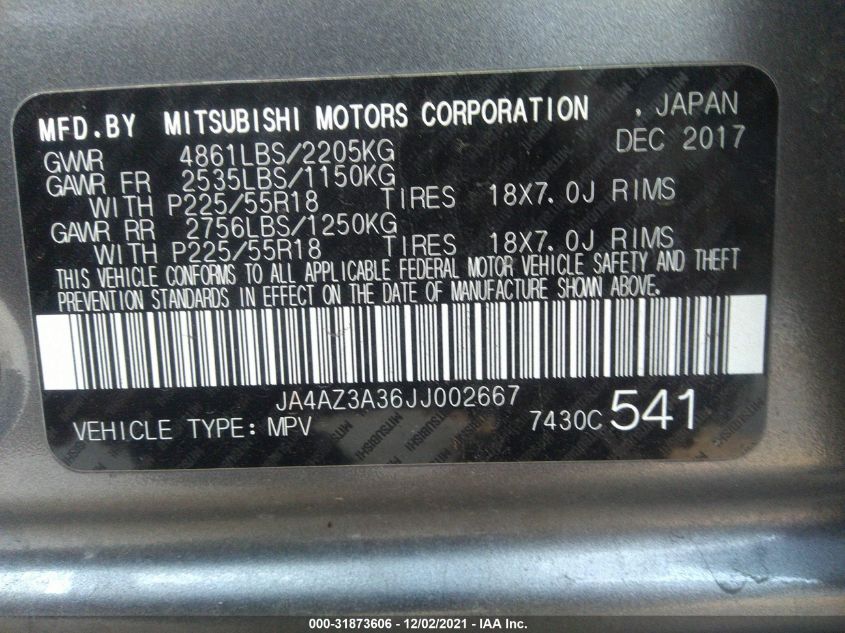 MFD.BY MITSUBISHI MOTORS CORPORATION , JAPAN
GVWR 4861LBS/2205KG DEC 2017
GAWR FR 2535LBS/1150KG
WITH P225/55R18 TIRES 18X7.0J RIMS
GAWR RR 2756LBS/1250KG
WITH P225/55R18 TIRES 18X7.0J RIMS
THIS VEHICLE CONFORMS TO ALL APPLICABLE FEDERAL MOTOR VEHICLE SAFETY AND THEFT
PREVENTION STANDARDS IN EFFECT ON THE DATE OF MANUFACTURE SHOWN ABOVE.
JA4AZ3A36JJ002667
VEHICLE TYPE: MPV 7430C 541
000-31873606 - 12/02/2021 - IAA Inc.